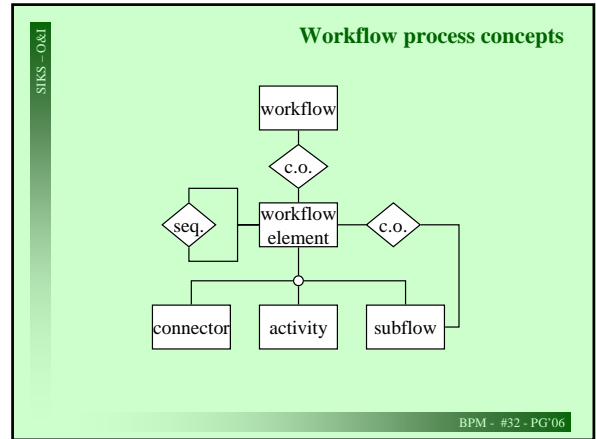 SIKS – O&I
Workflow process concepts
workflow
c.o.
seq.
workflow
element
c.o.
connector
activity
subflow
BPM - #32 - PG'06